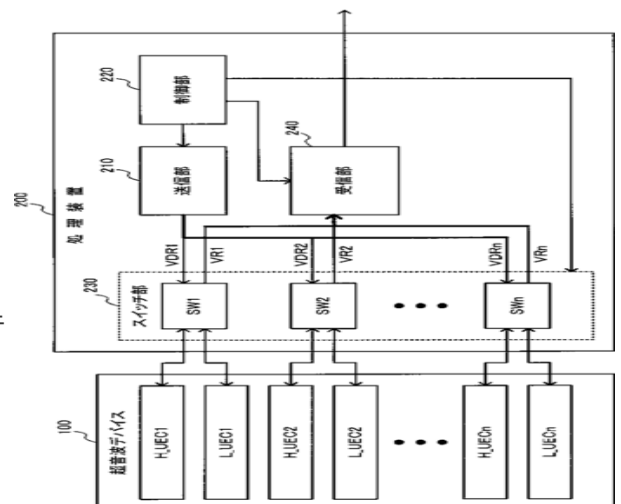 200
処理装置
220
制御部
210
送信部
240
受信部
VDR1
VR1
VDR2
VR2
VDRn
VRn
230
スイッチ部
SW1
SW2
SWn
100
超音波デバイス
H_UEC1
L_UEC1
H_UEC2
L_UEC2
H_UECn
L_UECn